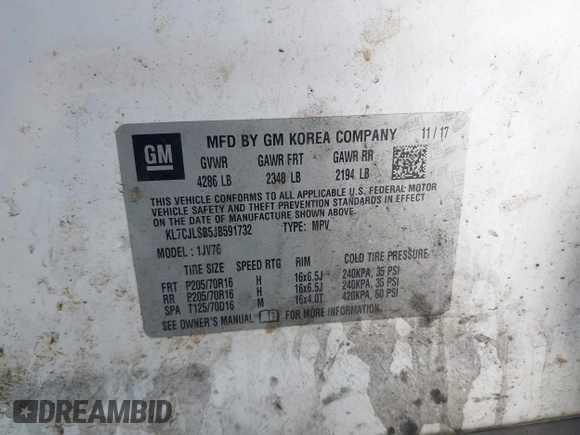 GM
MFD BY GM KOREA COMPANY 11 / 17
GVWR GAWR FRT GAWR RR
4286 LB 2348 LB 2194 LB
THIS VEHICLE CONFORMS TO ALL APPLICABLE U.S. FEDERAL MOTOR
VEHICLE SAFETY AND THEFT PREVENTION STANDARDS IN EFFECT
ON THE DATE OF MANUFACTURE SHOWN ABOVE.
KL7CJLSB5JB591732 TYPE: MPV
MODEL : 1JV76
TIRE SIZE SPEED RTG RIM COLD TIRE PRESSURE
FRT P205/70R16 H 16x6.5J 240KPA, 35 PSI
RR P205/70R16 H 16x6.5J 240KPA, 35 PSI
SPA T125/70D16 M 16x4.0T 420KPA, 60 PSI
SEE OWNER'S MANUAL FOR MORE INFORMATION.
DREAMBID